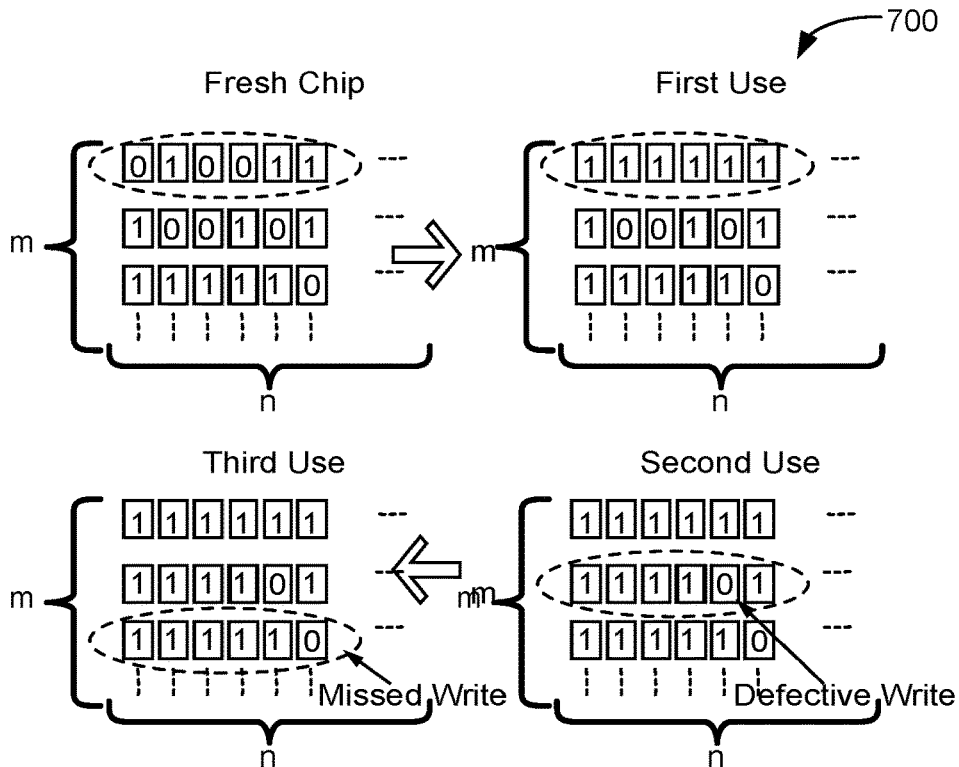 700
Fresh Chip
First Use
0 1 0 0 1 1 ---
1 1 1 1 1 1 ---
m
1 0 0 1 0 1 ---
m
1 0 0 1 0 1 ---
1 1 1 1 1 0 ---
1 1 1 1 1 0 ---
n
n
Third Use
Second Use
1 1 1 1 1 1 ---
1 1 1 1 1 1 ---
m
1 1 1 1 0 1 ---
m
m
1 1 1 1 0 1 ---
1 1 1 1 1 0 ---
1 1 1 1 1 0 ---
Missed Write
Defective Write
n
n